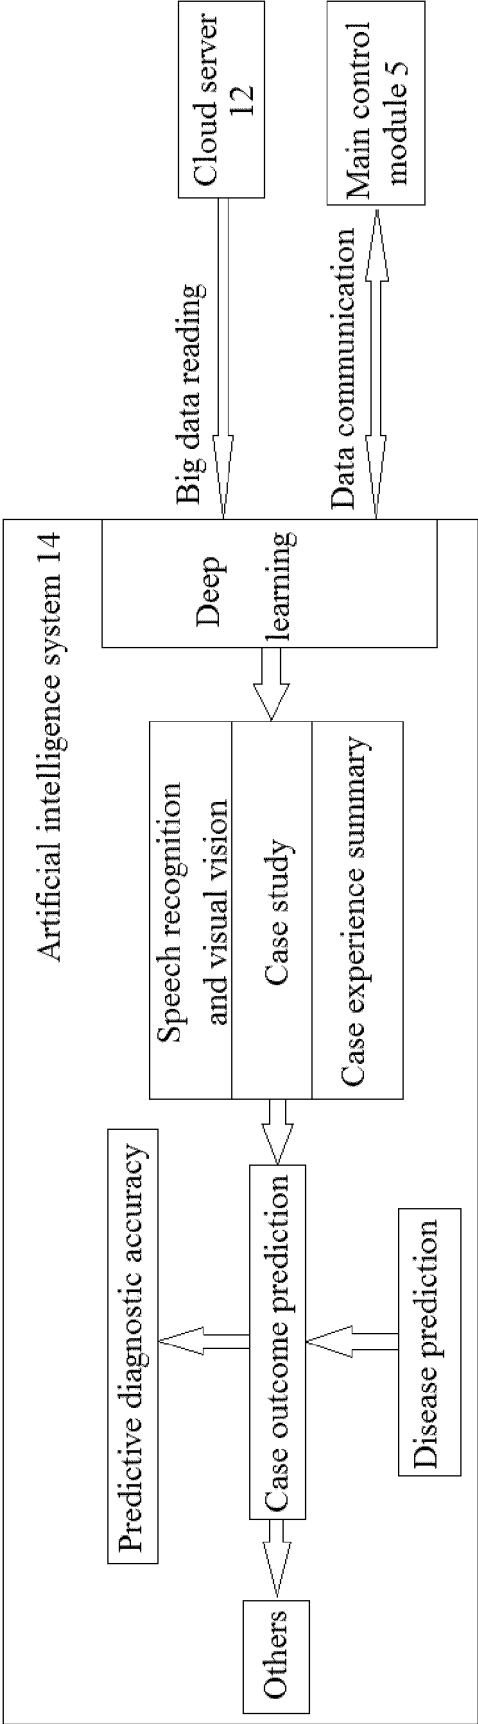 Artificial intelligence system 14
Others
Predictive diagnostic accuracy
Case outcome prediction
Disease prediction
Speech recognition
and visual vision
Case study
Case experience summary
Deep
learning
Big data reading
Data communication
Cloud server
12
Main control
module 5